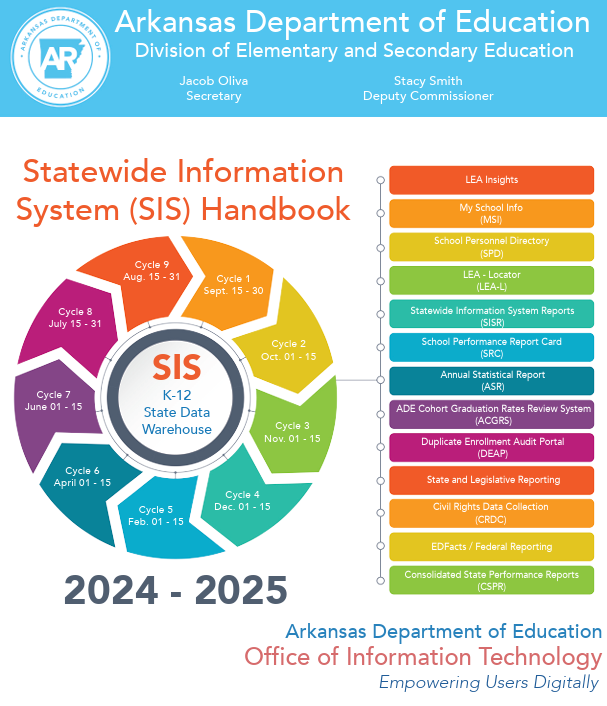 Arkansas Department of Education
Division of Elementary and Secondary Education
Jacob Oliva
Secretary
Stacy Smith
Deputy Commissioner
ARKANSAS DEPARTMENT OF
AR
EDUCATION
Statewide Information
System (SIS) Handbook
Cycle 1
Sept. 15 - 30
Cycle 2
Oct. 01 - 15
Cycle 3
Nov. 01 - 15
Cycle 4
Dec. 01 - 15
Cycle 5
Feb. 01 - 15
Cycle 6
April 01 - 15
Cycle 7
June 01 - 15
Cycle 8
July 15 - 31
Cycle 9
Aug. 15 - 31
SIS
K-12
State Data
Warehouse
2024 - 2025
LEA Insights
My School Info
(MSI)
School Personnel Directory
(SPD)
LEA - Locator
(LEA-L)
Statewide Information System Reports
(SISR)
School Performance Report Card
(SRC)
Annual Statistical Report
(ASR)
ADE Cohort Graduation Rates Review System
(ACGRS)
Duplicate Enrollment Audit Portal
(DEAP)
State and Legislative Reporting
Civil Rights Data Collection
(CRDC)
EDFacts / Federal Reporting
Consolidated State Performance Reports
(CSPR)
Arkansas Department of Education
Office of Information Technology
Empowering Users Digitally